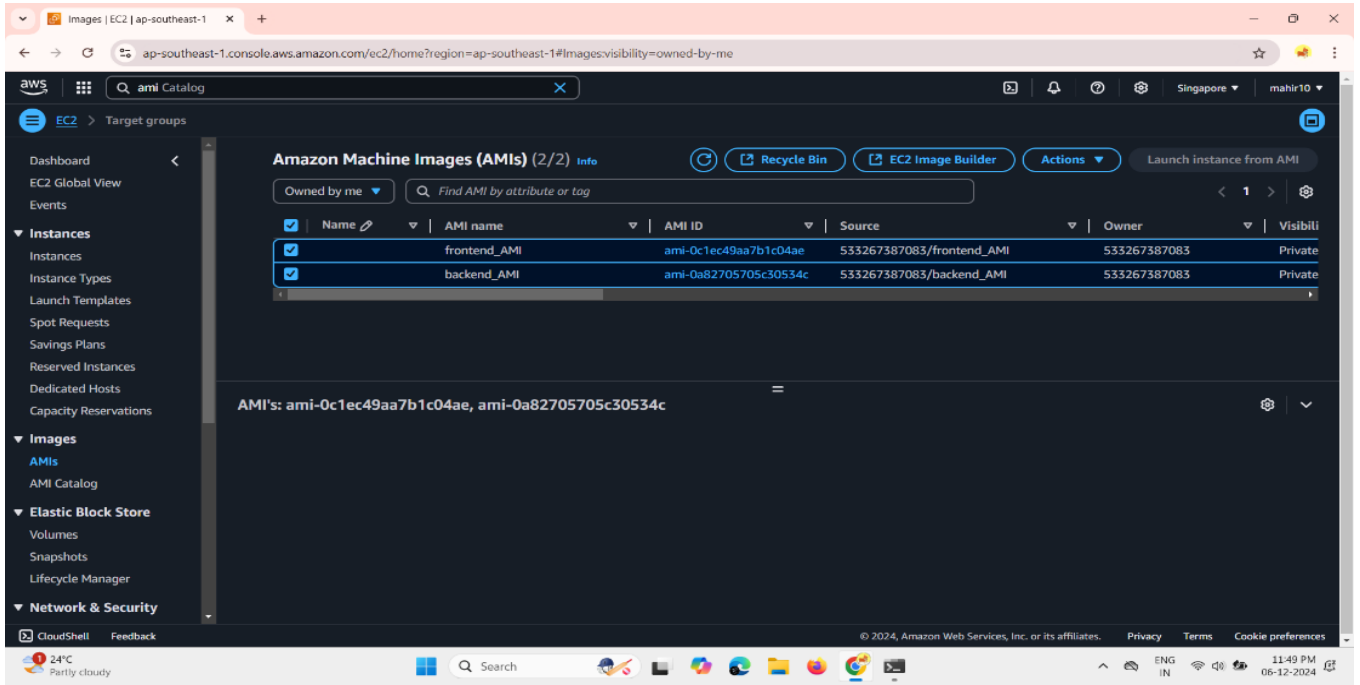 Images | EC2 | ap-southeast-1
ap-southeast-1.console.aws.amazon.com/ec2/home?region=ap-southeast-1#Images:visibility=owned-by-me
aws
ami Catalog
Singapore
mahir10
EC2 > Target groups
Dashboard
EC2 Global View
Events
Instances
Instances
Instance Types
Launch Templates
Spot Requests
Savings Plans
Reserved Instances
Dedicated Hosts
Capacity Reservations
Images
AMIs
AMI Catalog
Elastic Block Store
Volumes
Snapshots
Lifecycle Manager
Network & Security
Amazon Machine Images (AMIs) (2/2) Info
Recycle Bin
EC2 Image Builder
Actions
Launch instance from AMI
Owned by me
Find AMI by attribute or tag
1
Name AMI name AMI ID Source Owner Visibili
frontend_AMI ami-0c1ec49aa7b1c04ae 533267387083/frontend_AMI 533267387083 Private
backend_AMI ami-0a82705705c30534c 533267387083/backend_AMI 533267387083 Private
AMI's: ami-0c1ec49aa7b1c04ae, ami-0a82705705c30534c
CloudShell Feedback
© 2024, Amazon Web Services, Inc. or its affiliates. Privacy Terms Cookie preferences
1
24°C
Partly cloudy
Search
ENG
IN
11:49 PM
06-12-2024